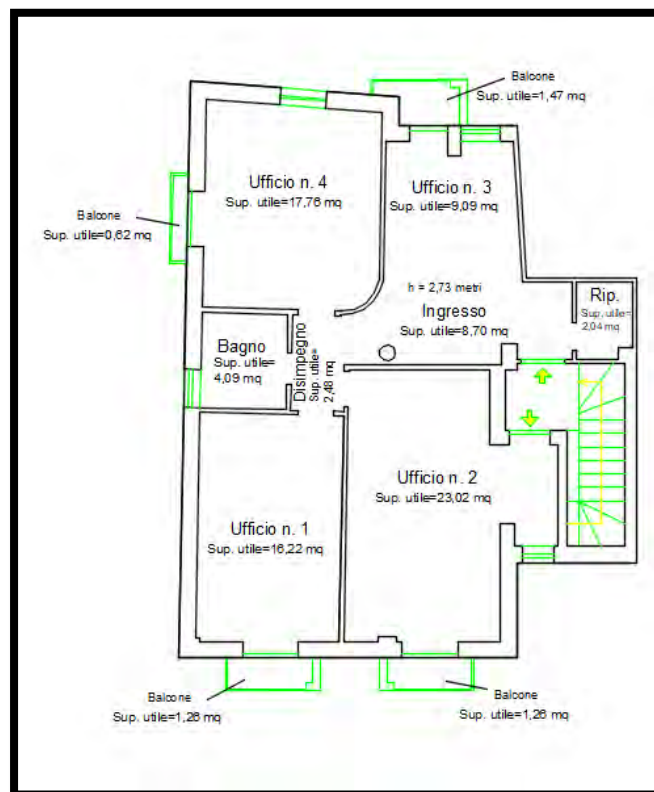 Balcone
Sup. utile=1,47 mq
Ufficio n. 4
Sup. utile=17,76 mq
Ufficio n. 3
Sup. utile=9,09 mq
Balcone
Sup. utile=0,62 mq
h = 2,73 metri
Ingresso
Sup. utile=8,70 mq
Rip.
Sup. utile=
2,04 mq
Bagno
Sup. utile=
4,09 mq
Disimpegno
Sup. utile=
2,48 mq
Ufficio n. 2
Sup. utile=23,02 mq
Ufficio n. 1
Sup. utile=16,22 mq
Balcone
Sup. utile=1,26 mq
Balcone
Sup. utile=1,26 mq